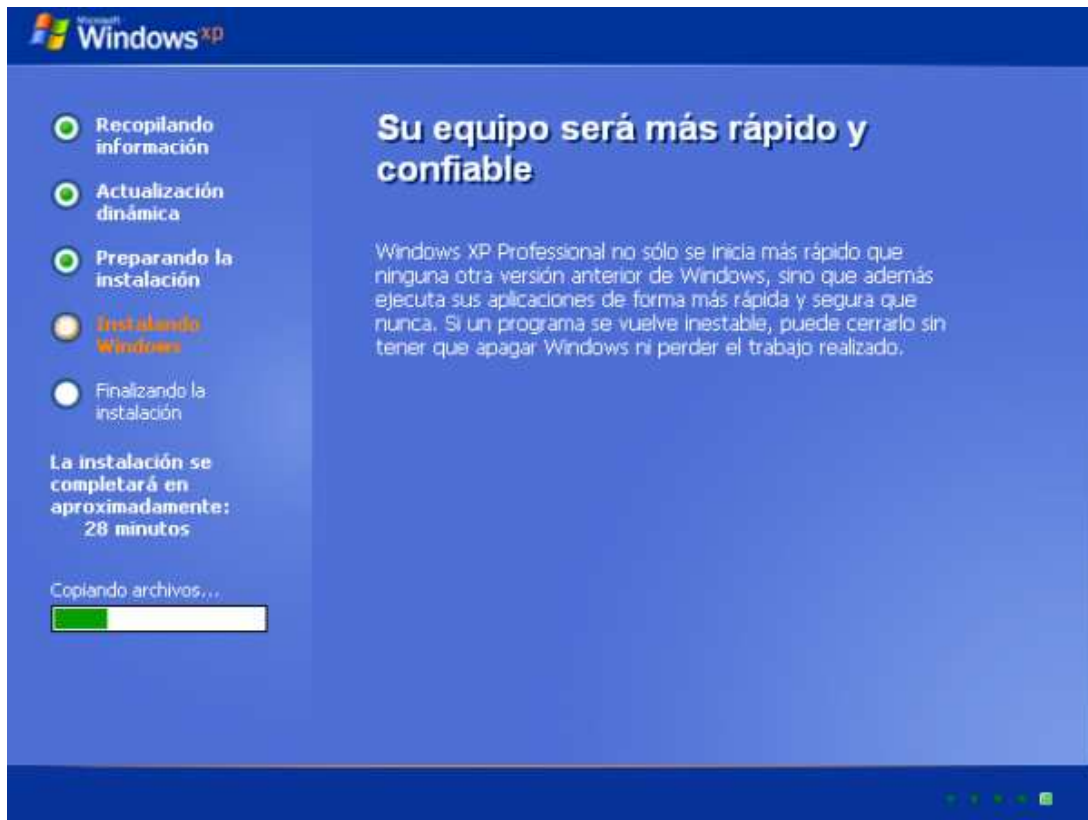 Microsoft
Windows xp
Recopilando
información
Actualización
dinámica
Preparando la
instalación
Instalando
Windows
Finalizando la
instalación
La instalación se
completará en
aproximadamente:
28 minutos
Copiando archivos...
Su equipo será más rápido y
confiable
Windows XP Professional no sólo se inicia más rápido que
ninguna otra versión anterior de Windows, sino que además
ejecuta sus aplicaciones de forma más rápida y segura que
nunca. Si un programa se vuelve inestable, puede cerrarlo sin
tener que apagar Windows ni perder el trabajo realizado.